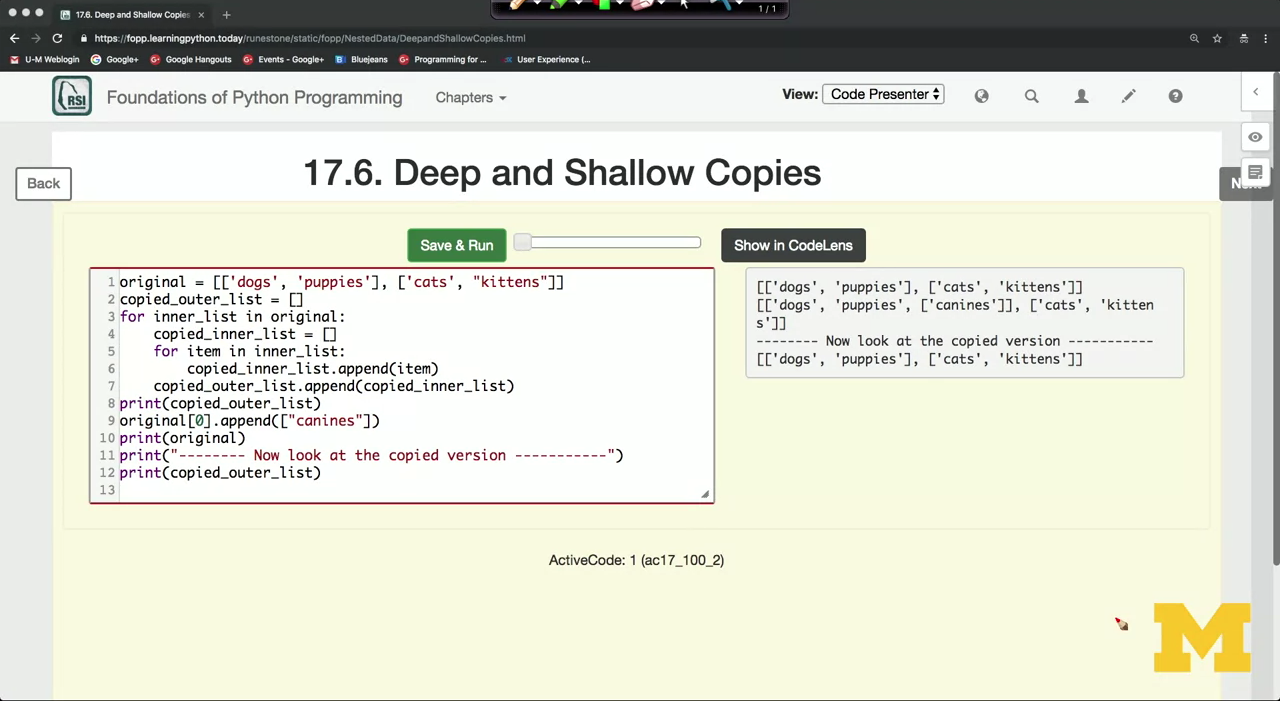 1 / 1
17.6. Deep and Shallow Copies
https://fopp.learningpython.today/runestone/static/fopp/NestedData/DeepandShallowCopies.html
U-M Weblogin Google+ Google Hangouts Events - Google+ Bluejeans Programming for ... User Experience (...
RSI Foundations of Python Programming Chapters View: Code Presenter
17.6. Deep and Shallow Copies
Back
Save & Run Show in CodeLens
1 original = [['dogs', 'puppies'], ['cats', "kittens"]]
2 copied_outer_list = []
3 for inner_list in original:
4     copied_inner_list = []
5     for item in inner_list:
6         copied_inner_list.append(item)
7     copied_outer_list.append(copied_inner_list)
8 print(copied_outer_list)
9 original[0].append(["canines"])
10 print(original)
11 print("-------- Now look at the copied version -----------")
12 print(copied_outer_list)
13
[['dogs', 'puppies'], ['cats', 'kittens']]
[['dogs', 'puppies', ['canines']], ['cats', 'kitten
s']]
-------- Now look at the copied version -----------
[['dogs', 'puppies'], ['cats', 'kittens']]
ActiveCode: 1 (ac17_100_2)
M